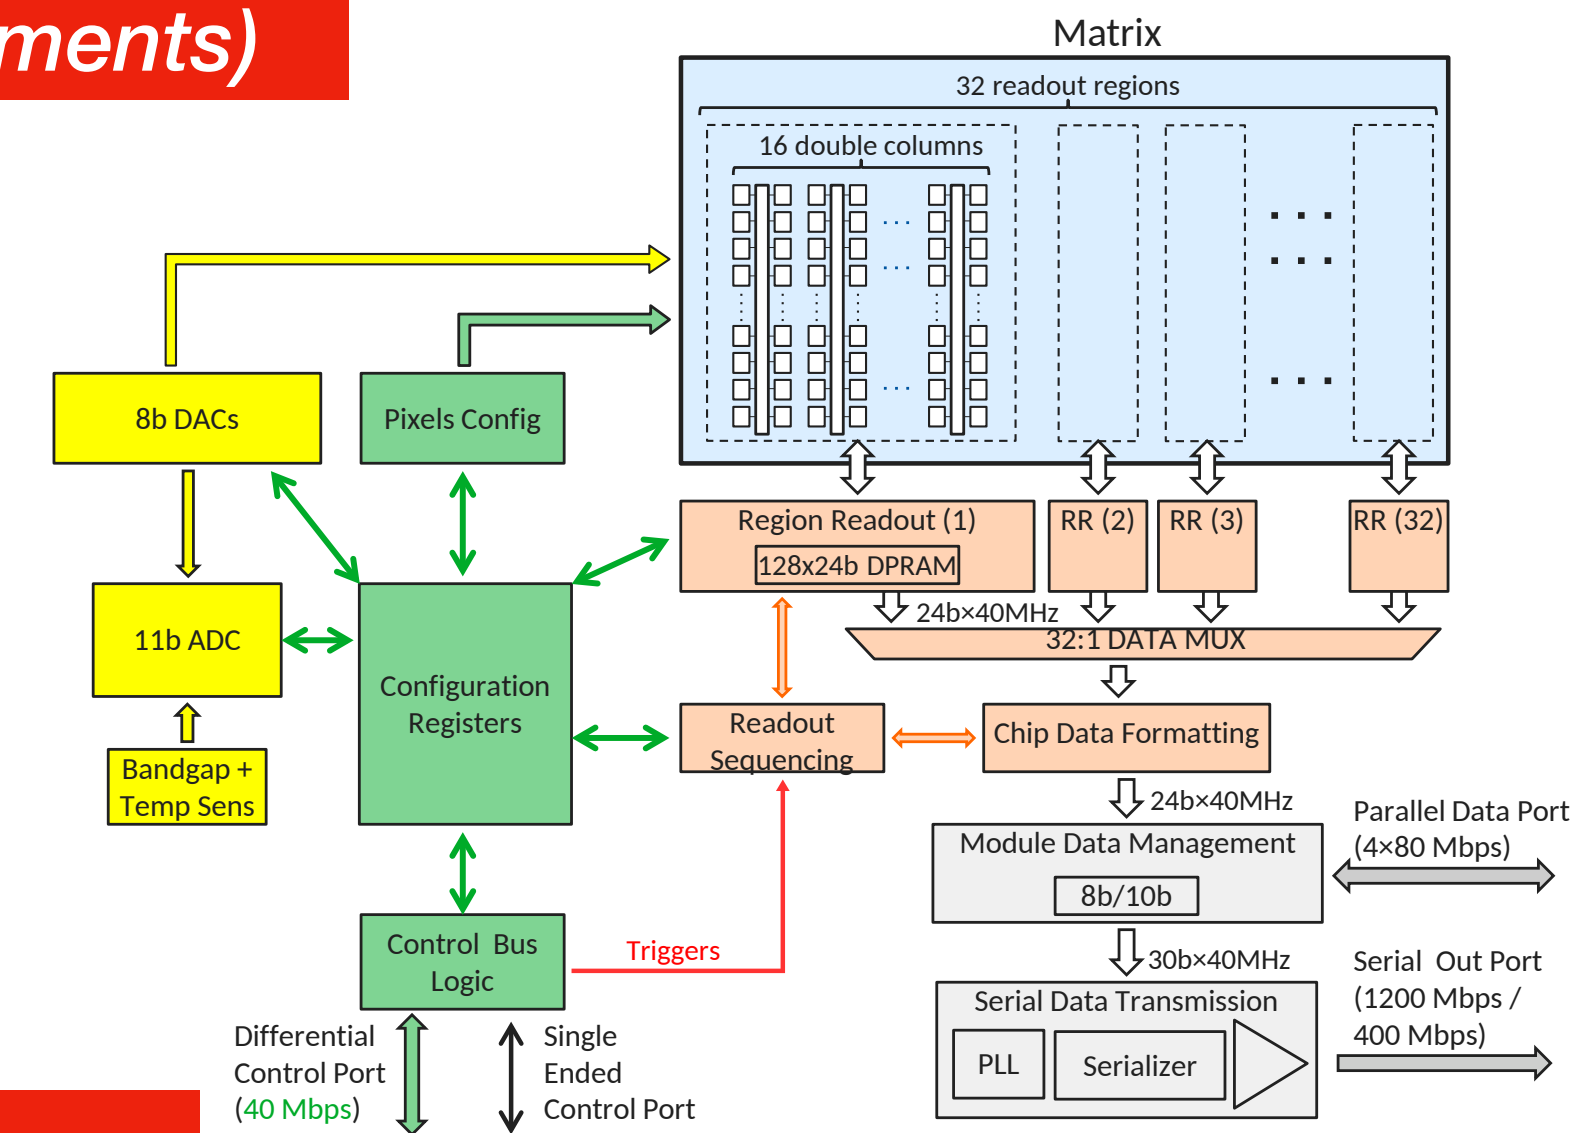 ments)
Matrix
32 readout regions
16 double columns
8b DACs
Pixels Config
Region Readout (1)
128x24b DPRAM
RR (2)
RR (3)
RR (32)
24b×40MHz
32:1 DATA MUX
11b ADC
Configuration
Registers
Readout
Sequencing
Chip Data Formatting
Bandgap +
Temp Sens
24b×40MHz
Module Data Management
8b/10b
Parallel Data Port
(4×80 Mbps)
Control Bus
Logic
Triggers
30b×40MHz
Serial Data Transmission
PLL
Serializer
Serial Out Port
(1200 Mbps /
400 Mbps)
Differential
Control Port
(40 Mbps)
Single
Ended
Control Port